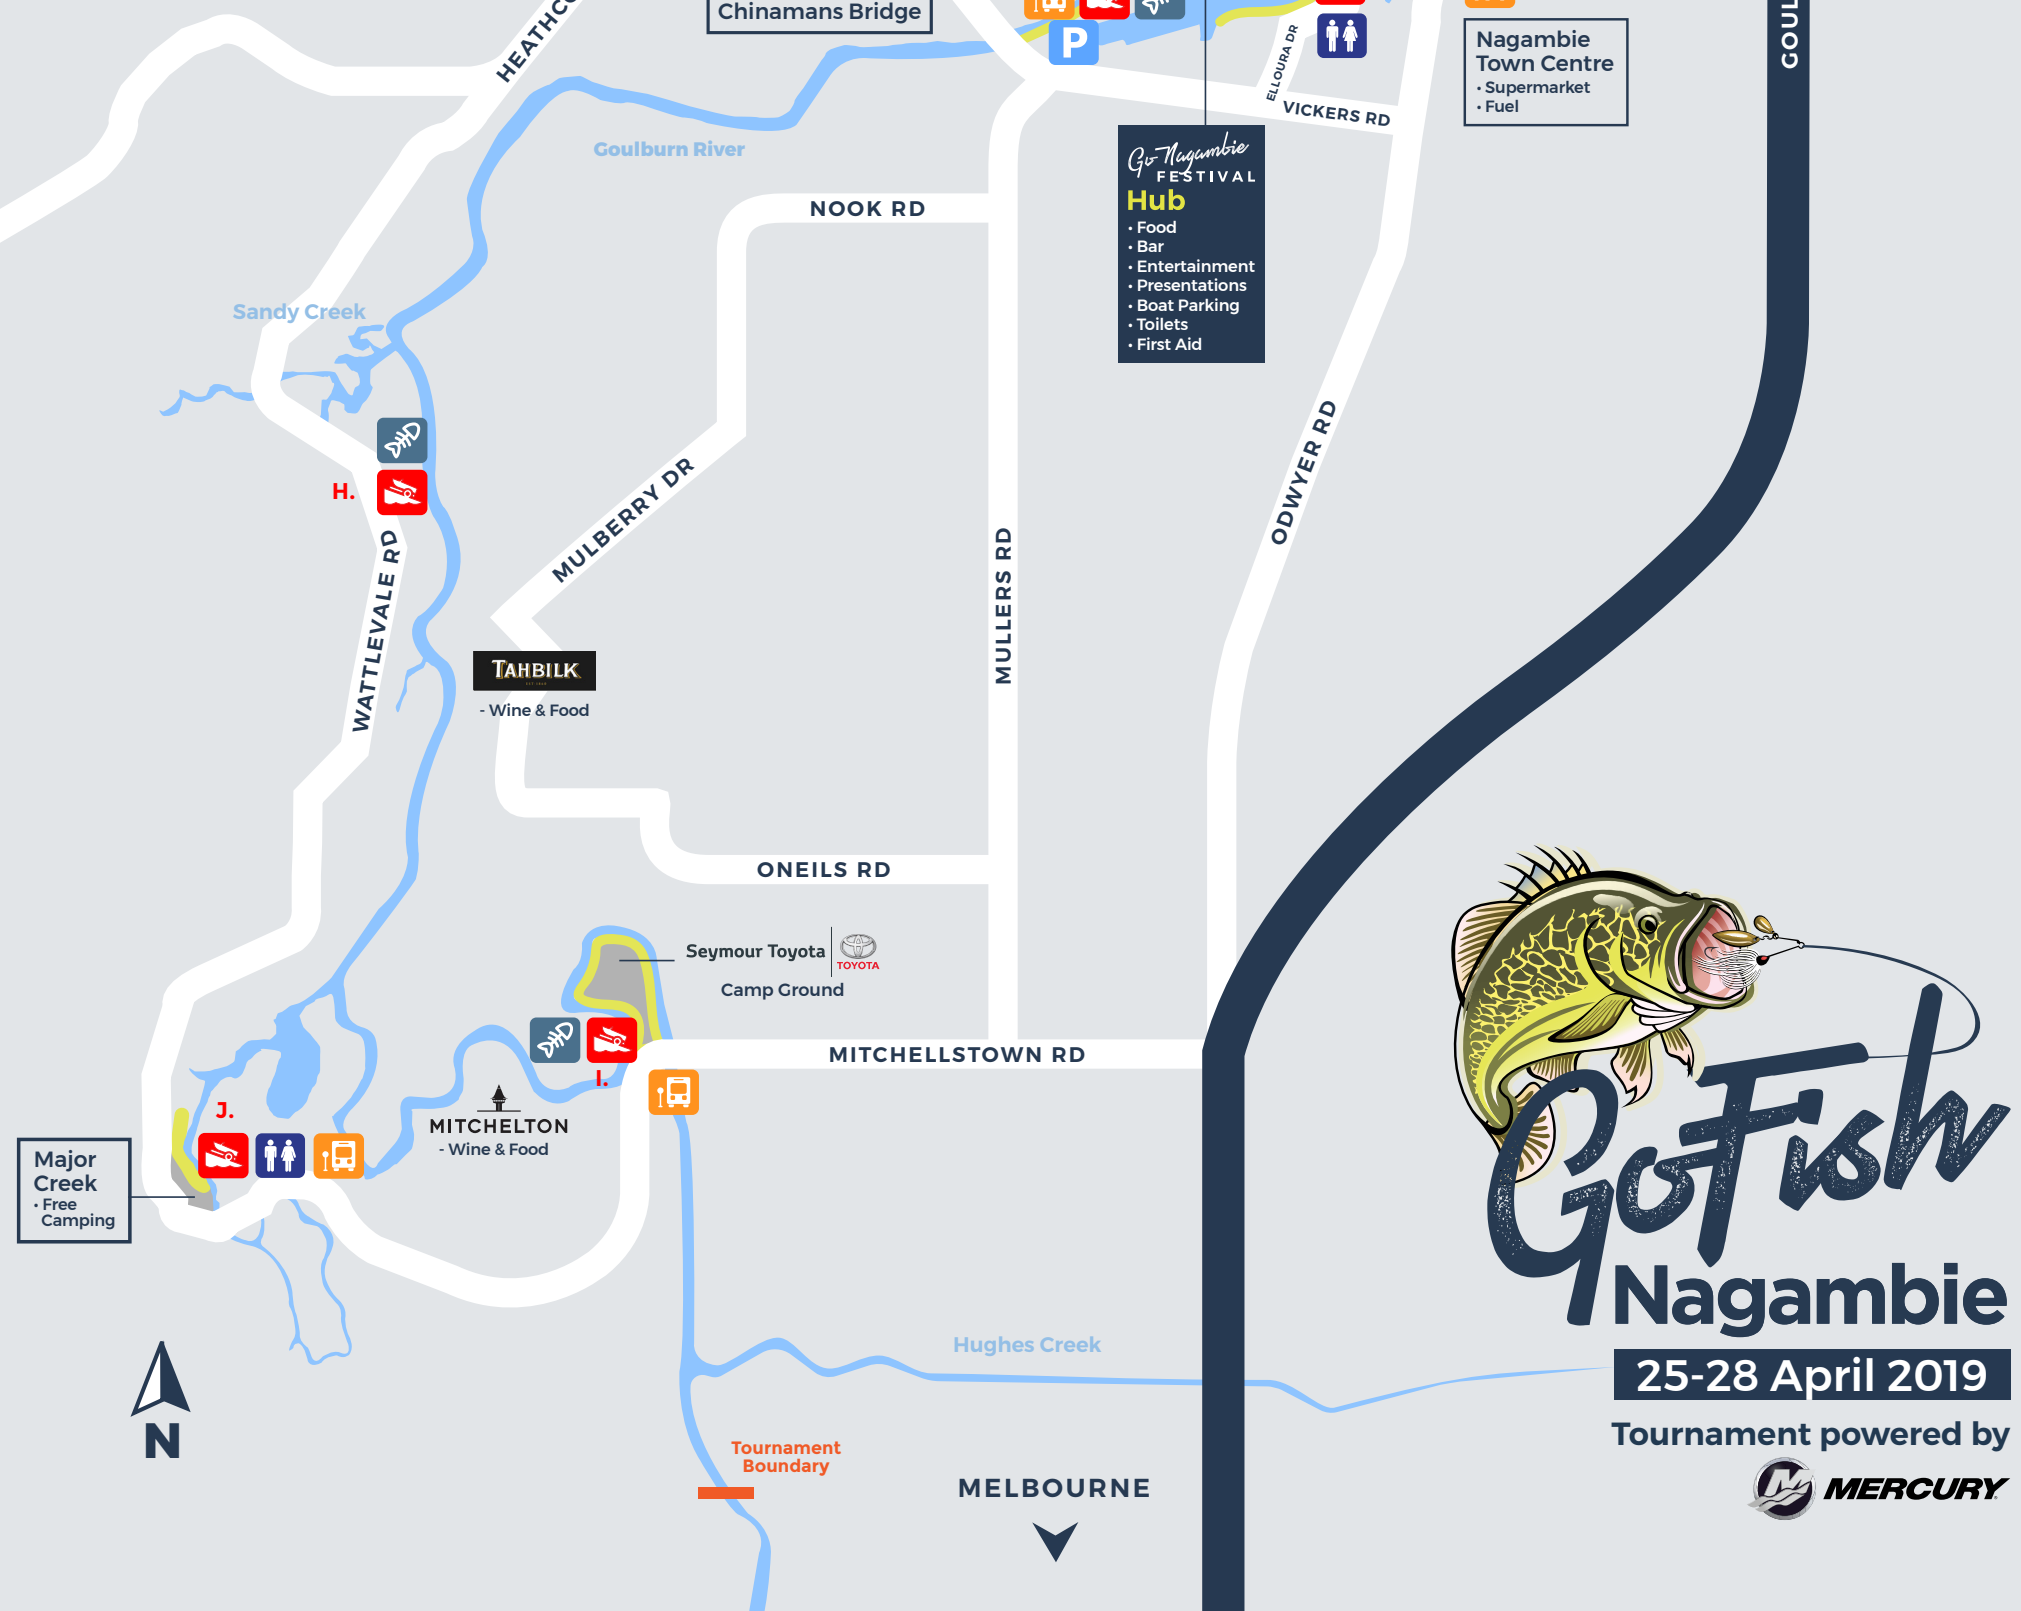 Chinamans Bridge
HEATHCO
P
ELLOURA DR
VICKERS RD
Nagambie
Town Centre
• Supermarket
• Fuel
GOUL
Goulburn River
Go Nagambie
FESTIVAL
Hub
• Food
• Bar
• Entertainment
• Presentations
• Boat Parking
• Toilets
• First Aid
NOOK RD
Sandy Creek
H.
MULBERRY DR
ODWYER RD
MULLERS RD
WATTLEVALE RD
TAHBILK
- Wine & Food
ONEILS RD
Seymour Toyota
TOYOTA
Camp Ground
MITCHELLSTOWN RD
I.
J.
MITCHELTON
- Wine & Food
Major
Creek
• Free
Camping
GoFish
Nagambie
25-28 April 2019
Tournament powered by
MERCURY
Hughes Creek
N
Tournament
Boundary
MELBOURNE